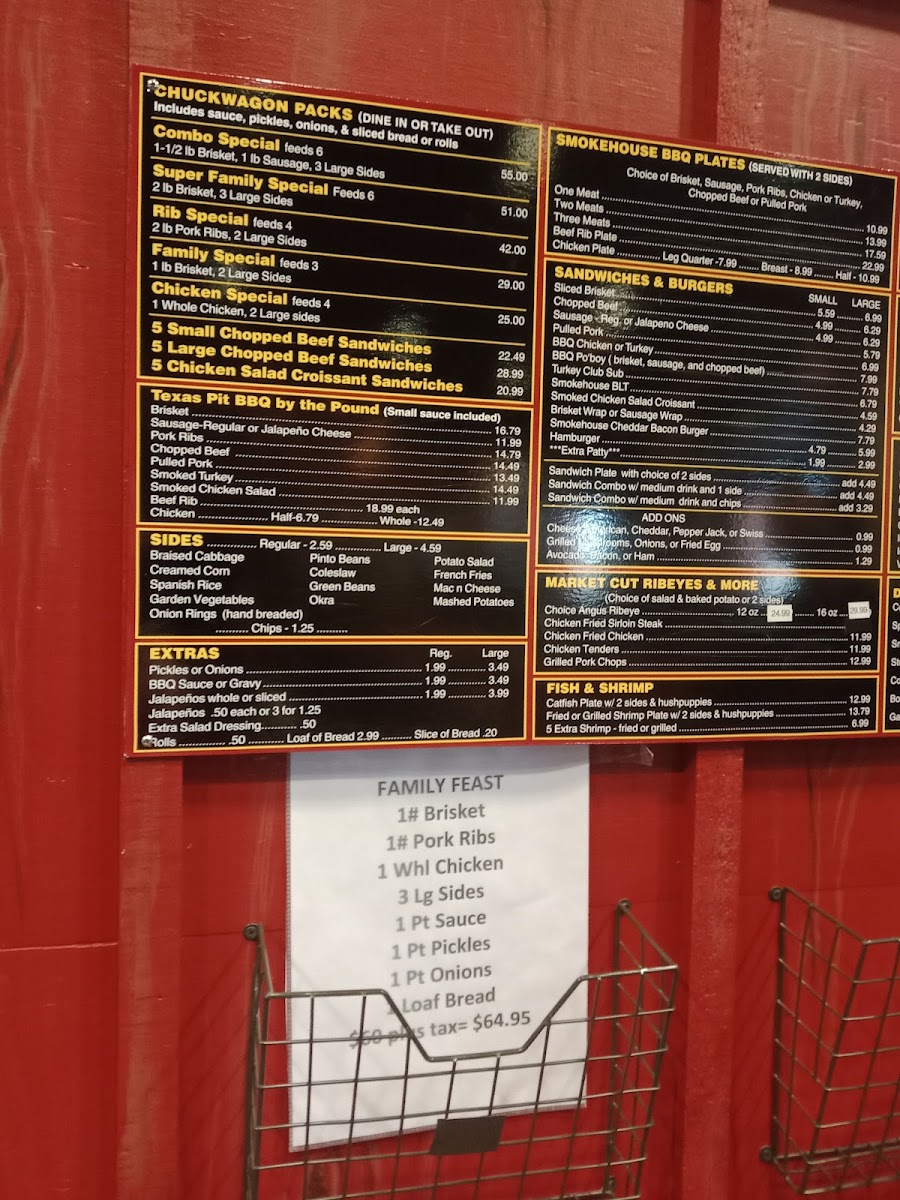 CHUCKWAGON PACKS (DINE IN OR TAKE OUT)
Includes sauce, pickles, onions, & sliced bread or rolls
Combo Special feeds 6
1-1/2 lb Brisket, 1 lb Sausage, 3 Large Sides 55.00
Super Family Special Feeds 6
2 lb Brisket, 3 Large Sides 51.00
Rib Special feeds 4
2 lb Pork Ribs, 2 Large Sides 42.00
Family Special feeds 3
1 lb Brisket, 2 Large Sides 29.00
Chicken Special feeds 4
1 Whole Chicken, 2 Large sides 25.00
5 Small Chopped Beef Sandwiches 22.49
5 Large Chopped Beef Sandwiches 28.99
5 Chicken Salad Croissant Sandwiches 20.99
Texas Pit BBQ by the Pound (Small sauce included)
Brisket 16.79
Sausage-Regular or Jalapeño Cheese 11.99
Pork Ribs 14.79
Chopped Beef 14.49
Pulled Pork 13.49
Smoked Turkey 14.49
Smoked Chicken Salad 11.99
Beef Rib 18.99 each
Chicken Half-6.79 Whole -12.49
SIDES Regular - 2.59 Large - 4.59
Braised Cabbage Pinto Beans Potato Salad
Creamed Corn Coleslaw French Fries
Spanish Rice Green Beans Mac n Cheese
Garden Vegetables Okra Mashed Potatoes
Onion Rings (hand breaded)
Chips - 1.25
EXTRAS Reg. Large
Pickles or Onions 1.99 3.49
BBQ Sauce or Gravy 1.99 3.49
Jalapeños whole or sliced 1.99 3.99
Jalapeños .50 each or 3 for 1.25
Extra Salad Dressing .50
Rolls .50 Loaf of Bread 2.99 Slice of Bread .20
SMOKEHOUSE BBQ PLATES (SERVED WITH 2 SIDES)
Choice of Brisket, Sausage, Pork Ribs, Chicken or Turkey,
Chopped Beef or Pulled Pork
One Meat 10.99
Two Meats 13.99
Three Meats 17.59
Beef Rib Plate 22.99
Chicken Plate Leg Quarter -7.99 Breast - 8.99 Half - 10.99
SANDWICHES & BURGERS SMALL LARGE
Sliced Brisket 5.59 6.99
Chopped Beef 4.99 6.29
Sausage - Reg. or Jalapeno Cheese 4.99 6.29
Pulled Pork 5.79
BBQ Chicken or Turkey 6.99
BBQ Po'boy ( brisket, sausage, and chopped beef) 7.99
Turkey Club Sub 7.79
Smokehouse BLT 6.79
Smoked Chicken Salad Croissant 4.59
Brisket Wrap or Sausage Wrap 4.29
Smokehouse Cheddar Bacon Burger 7.79
Hamburger 4.79 5.99
***Extra Patty*** 1.99 2.99
Sandwich Plate with choice of 2 sides add 4.49
Sandwich Combo w/ medium drink and 1 side add 4.49
Sandwich Combo w/ medium drink and chips add 3.29
ADD ONS
Cheddar, Pepper Jack, or Swiss 0.99
Grilled Onions, or Fried Egg 0.99
Avocado, Bacon, or Ham 1.29
MARKET CUT RIBEYES & MORE
(Choice of salad & baked potato or 2 sides)
Choice Angus Ribeye 12 oz 24.99 16 oz 29.99
Chicken Fried Sirloin Steak
Chicken Fried Chicken 11.99
Chicken Tenders 11.99
Grilled Pork Chops 12.99
FISH & SHRIMP
Catfish Plate w/ 2 sides & hushpuppies 12.99
Fried or Grilled Shrimp Plate w/ 2 sides & hushpuppies 13.79
5 Extra Shrimp - fried or grilled 6.99
FAMILY FEAST
1# Brisket
1# Pork Ribs
1 Whl Chicken
3 Lg Sides
1 Pt Sauce
1 Pt Pickles
1 Pt Onions
Loaf Bread
$60 plus tax= $64.95